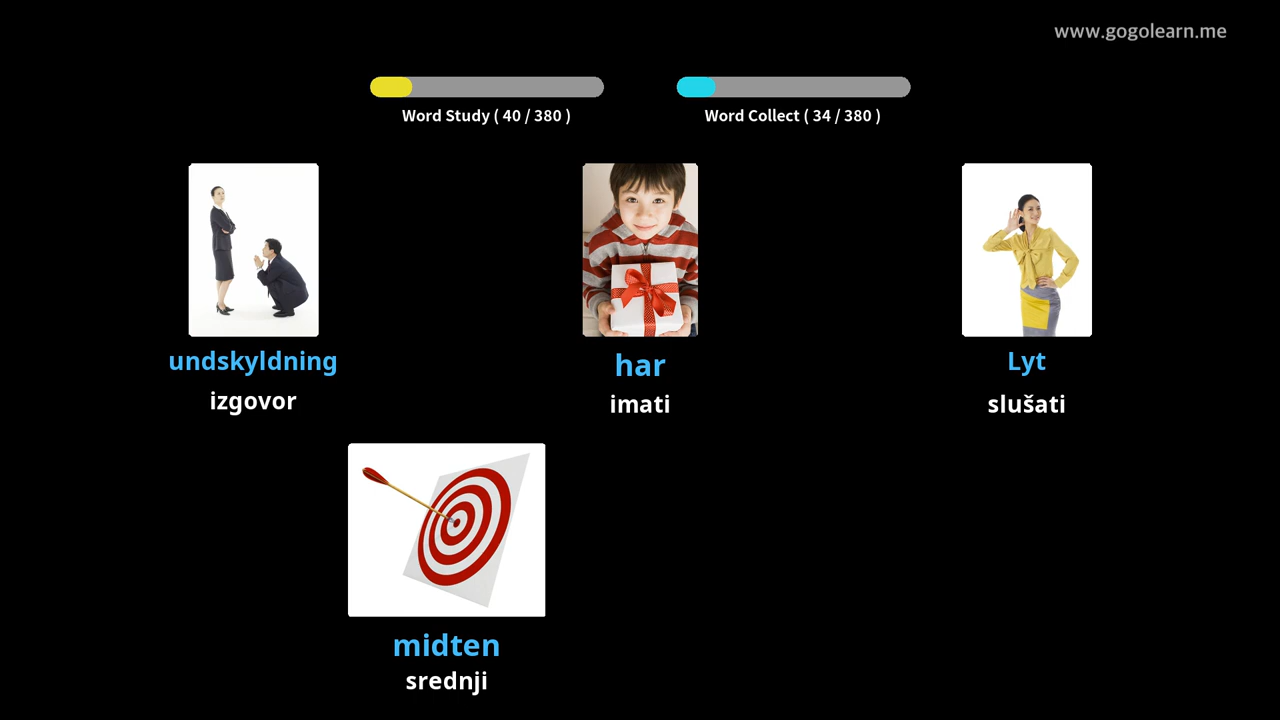 www.gogolearn.me
Word Study ( 40 / 380 )
Word Collect ( 34 / 380 )
undskyldning
izgovor
har
imati
Lyt
slušati
midten
srednji